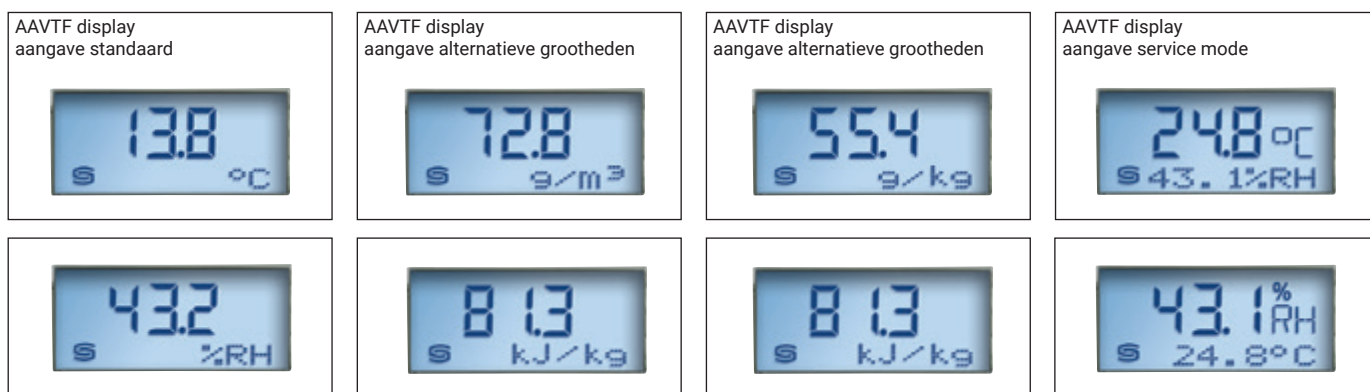 AAVTF display
aangave standaard
13.8
°C
AAVTF display
aangave alternatieve grootheden
72.8
g/m³
AAVTF display
aangave alternatieve grootheden
55.4
g/kg
AAVTF display
aangave service mode
24.8 °C
43.1%RH
43.2
%RH
81.3
kJ/kg
81.3
kJ/kg
43.1 % RH
24.8°C